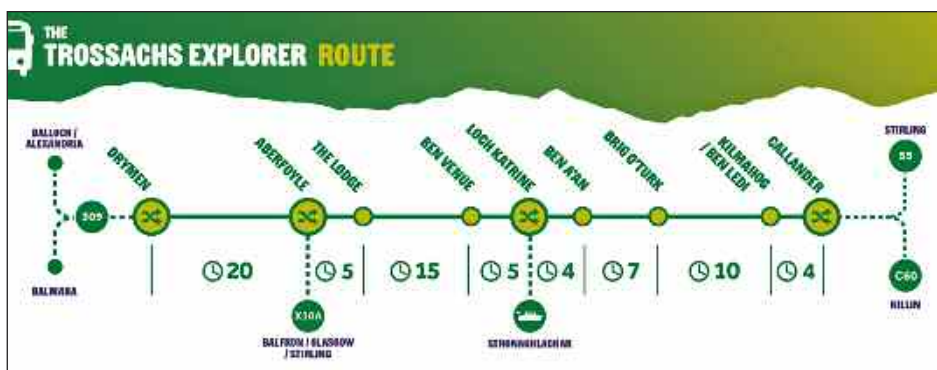 THE
TROSSACHS EXPLORER ROUTE
BALLOCH /
ALEXANDRIA
DRYMEN
ABERFOYLE
THE LODGE
BEN VENUE
LOCH KATRINE
BEN A'AN
BRIG O'TURK
KILMAHOG
/ BEN LEDI
CALLANDER
STIRLING
309
S5
20
5
15
5
4
7
10
4
BALMAHA
X10A
C60
BALFRON / GLASGOW
/ STIRLING
STRONACHLACHAR
KILLIN